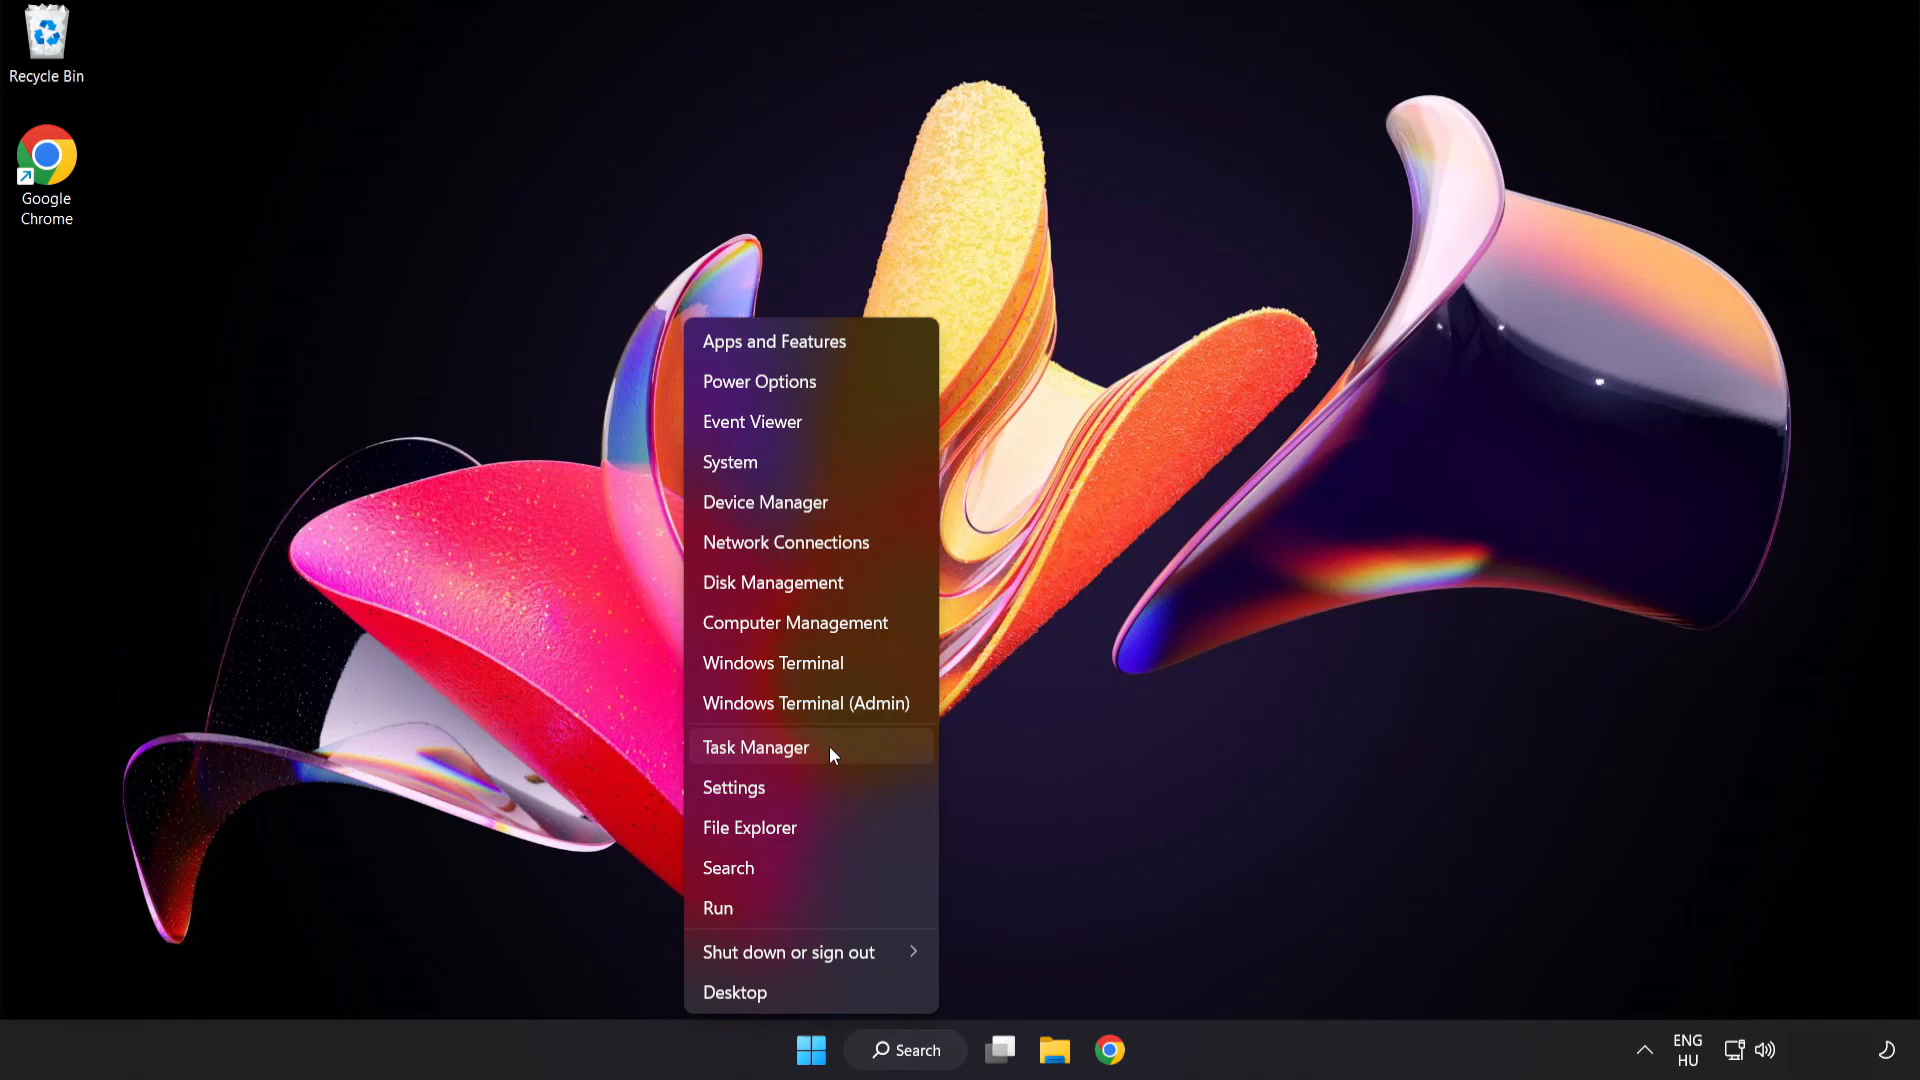 Recycle Bin
Google
Chrome
Apps and Features
Power Options
Event Viewer
System
Device Manager
Network Connections
Disk Management
Computer Management
Windows Terminal
Windows Terminal (Admin)
Task Manager
Settings
File Explorer
Search
Run
Shut down or sign out
Desktop
Search
ENG
HU